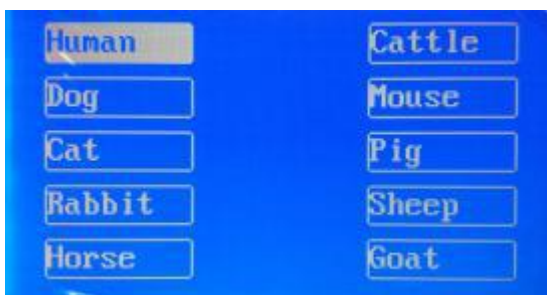 Human
Dog
Cat
Rabbit
Horse
Cattle
Mouse
Pig
Sheep
Goat